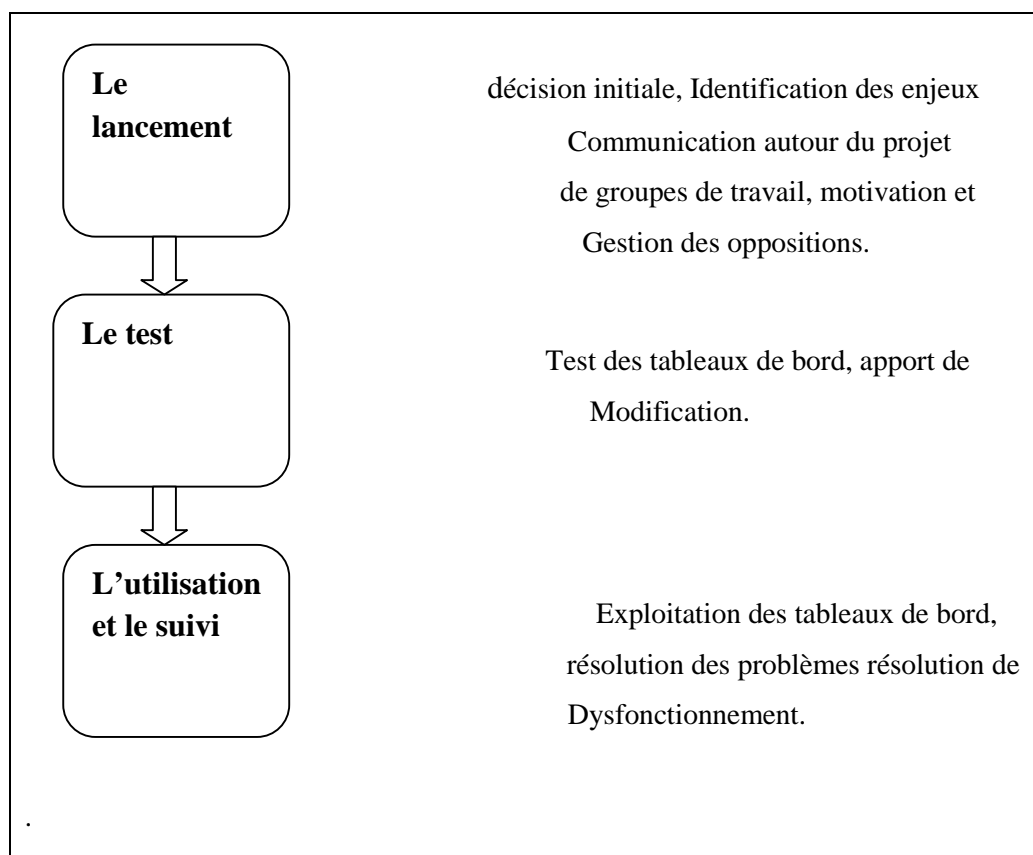 Le
lancement
décision initiale, Identification des enjeux
Communication autour du projet
de groupes de travail, motivation et
Gestion des oppositions.
Le test
Test des tableaux de bord, apport de
Modification.
L’utilisation
et le suivi
Exploitation des tableaux de bord,
résolution des problèmes résolution de
Dysfonctionnement.
.